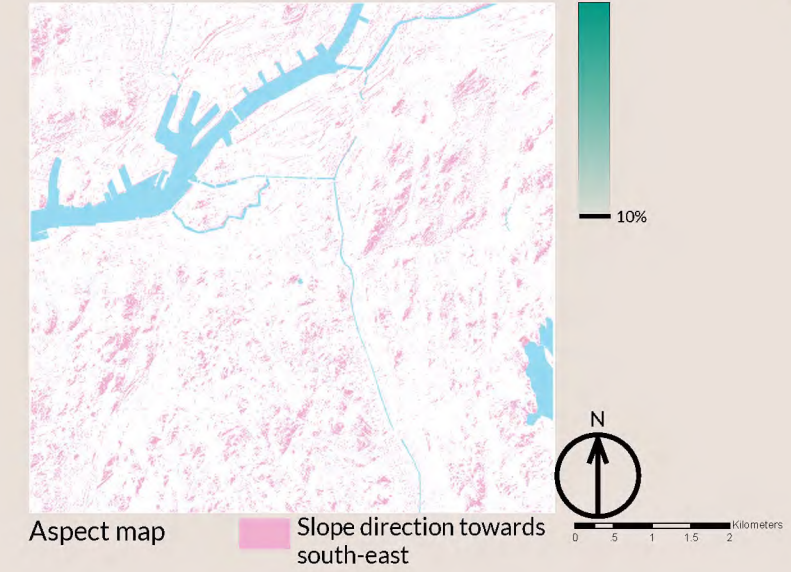 10%
N
Aspect map
Slope direction towards
south-east
Kilometers
0 .5 1 1.5 2